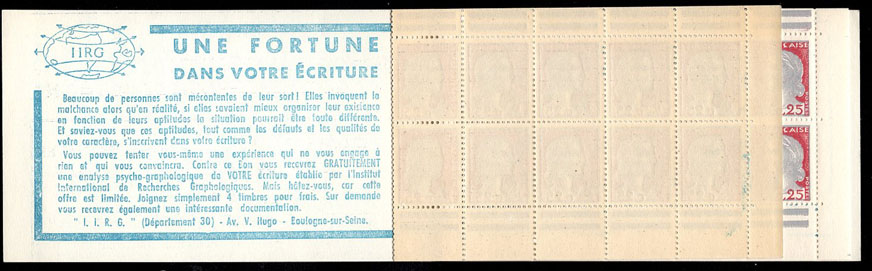 IIRG
UNE FORTUNE
DANS VOTRE ÉCRITURE
Beaucoup de personnes sont mécontentes de leur sort! Elles invoquent la
malchance alors qu'en réalité, si elles savaient mieux organiser leur existence
en fonction de leurs aptitudes la situation pourrait être toute différente.
Et saviez-vous que ces aptitudes, tout comme les défauts et les qualités de
votre caractère, s'inscrivent dans votre écriture ?
Vous pouvez tenter vous-même une expérience qui ne vous engage à
rien et qui vous convaincra. Contre ce bon vous recevrez GRATUITEMENT
une analyse psycho-graphologique de VOTRE écriture établie par l'Institut
International de Recherches Graphologiques. Mais hâtez-vous, car cette
offre est limitée. Joignez simplement 4 timbres pour frais. Sur demande
vous recevrez également une intéressante documentation.
" I. I. R. G. " (Département 30) - Av. V. Hugo - Boulogne-sur-Seine.
CAISE
0,25
CAISE
0,25